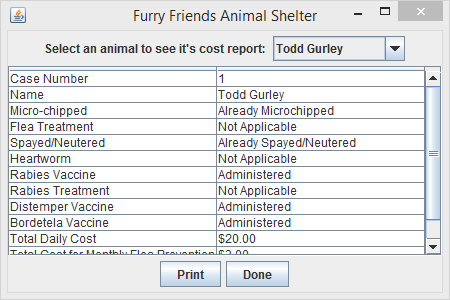 Furry Friends Animal Shelter
Select an animal to see it's cost report: Todd Gurley
Case Number 1
Name Todd Gurley
Micro-chipped Already Microchipped
Flea Treatment Not Applicable
Spayed/Neutered Already Spayed/Neutered
Heartworm Not Applicable
Rabies Vaccine Administered
Rabies Treatment Not Applicable
Distemper Vaccine Administered
Bordetela Vaccine Administered
Total Daily Cost $20.00
Total Cost for Monthly Flea Prevention $3.00
Print Done